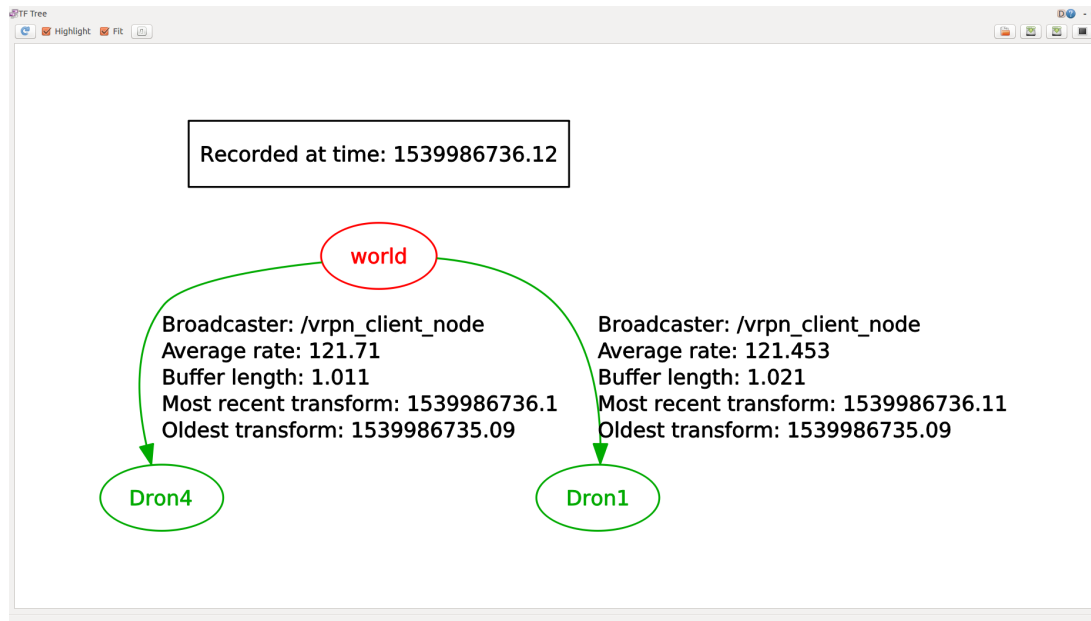 TF Tree
D
Highlight
Fit
Recorded at time: 1539986736.12
world
Broadcaster: /vrpn_client_node
Average rate: 121.71
Buffer length: 1.011
Most recent transform: 1539986736.1
Oldest transform: 1539986735.09
Broadcaster: /vrpn_client_node
Average rate: 121.453
Buffer length: 1.021
Most recent transform: 1539986736.11
Oldest transform: 1539986735.09
Dron4
Dron1